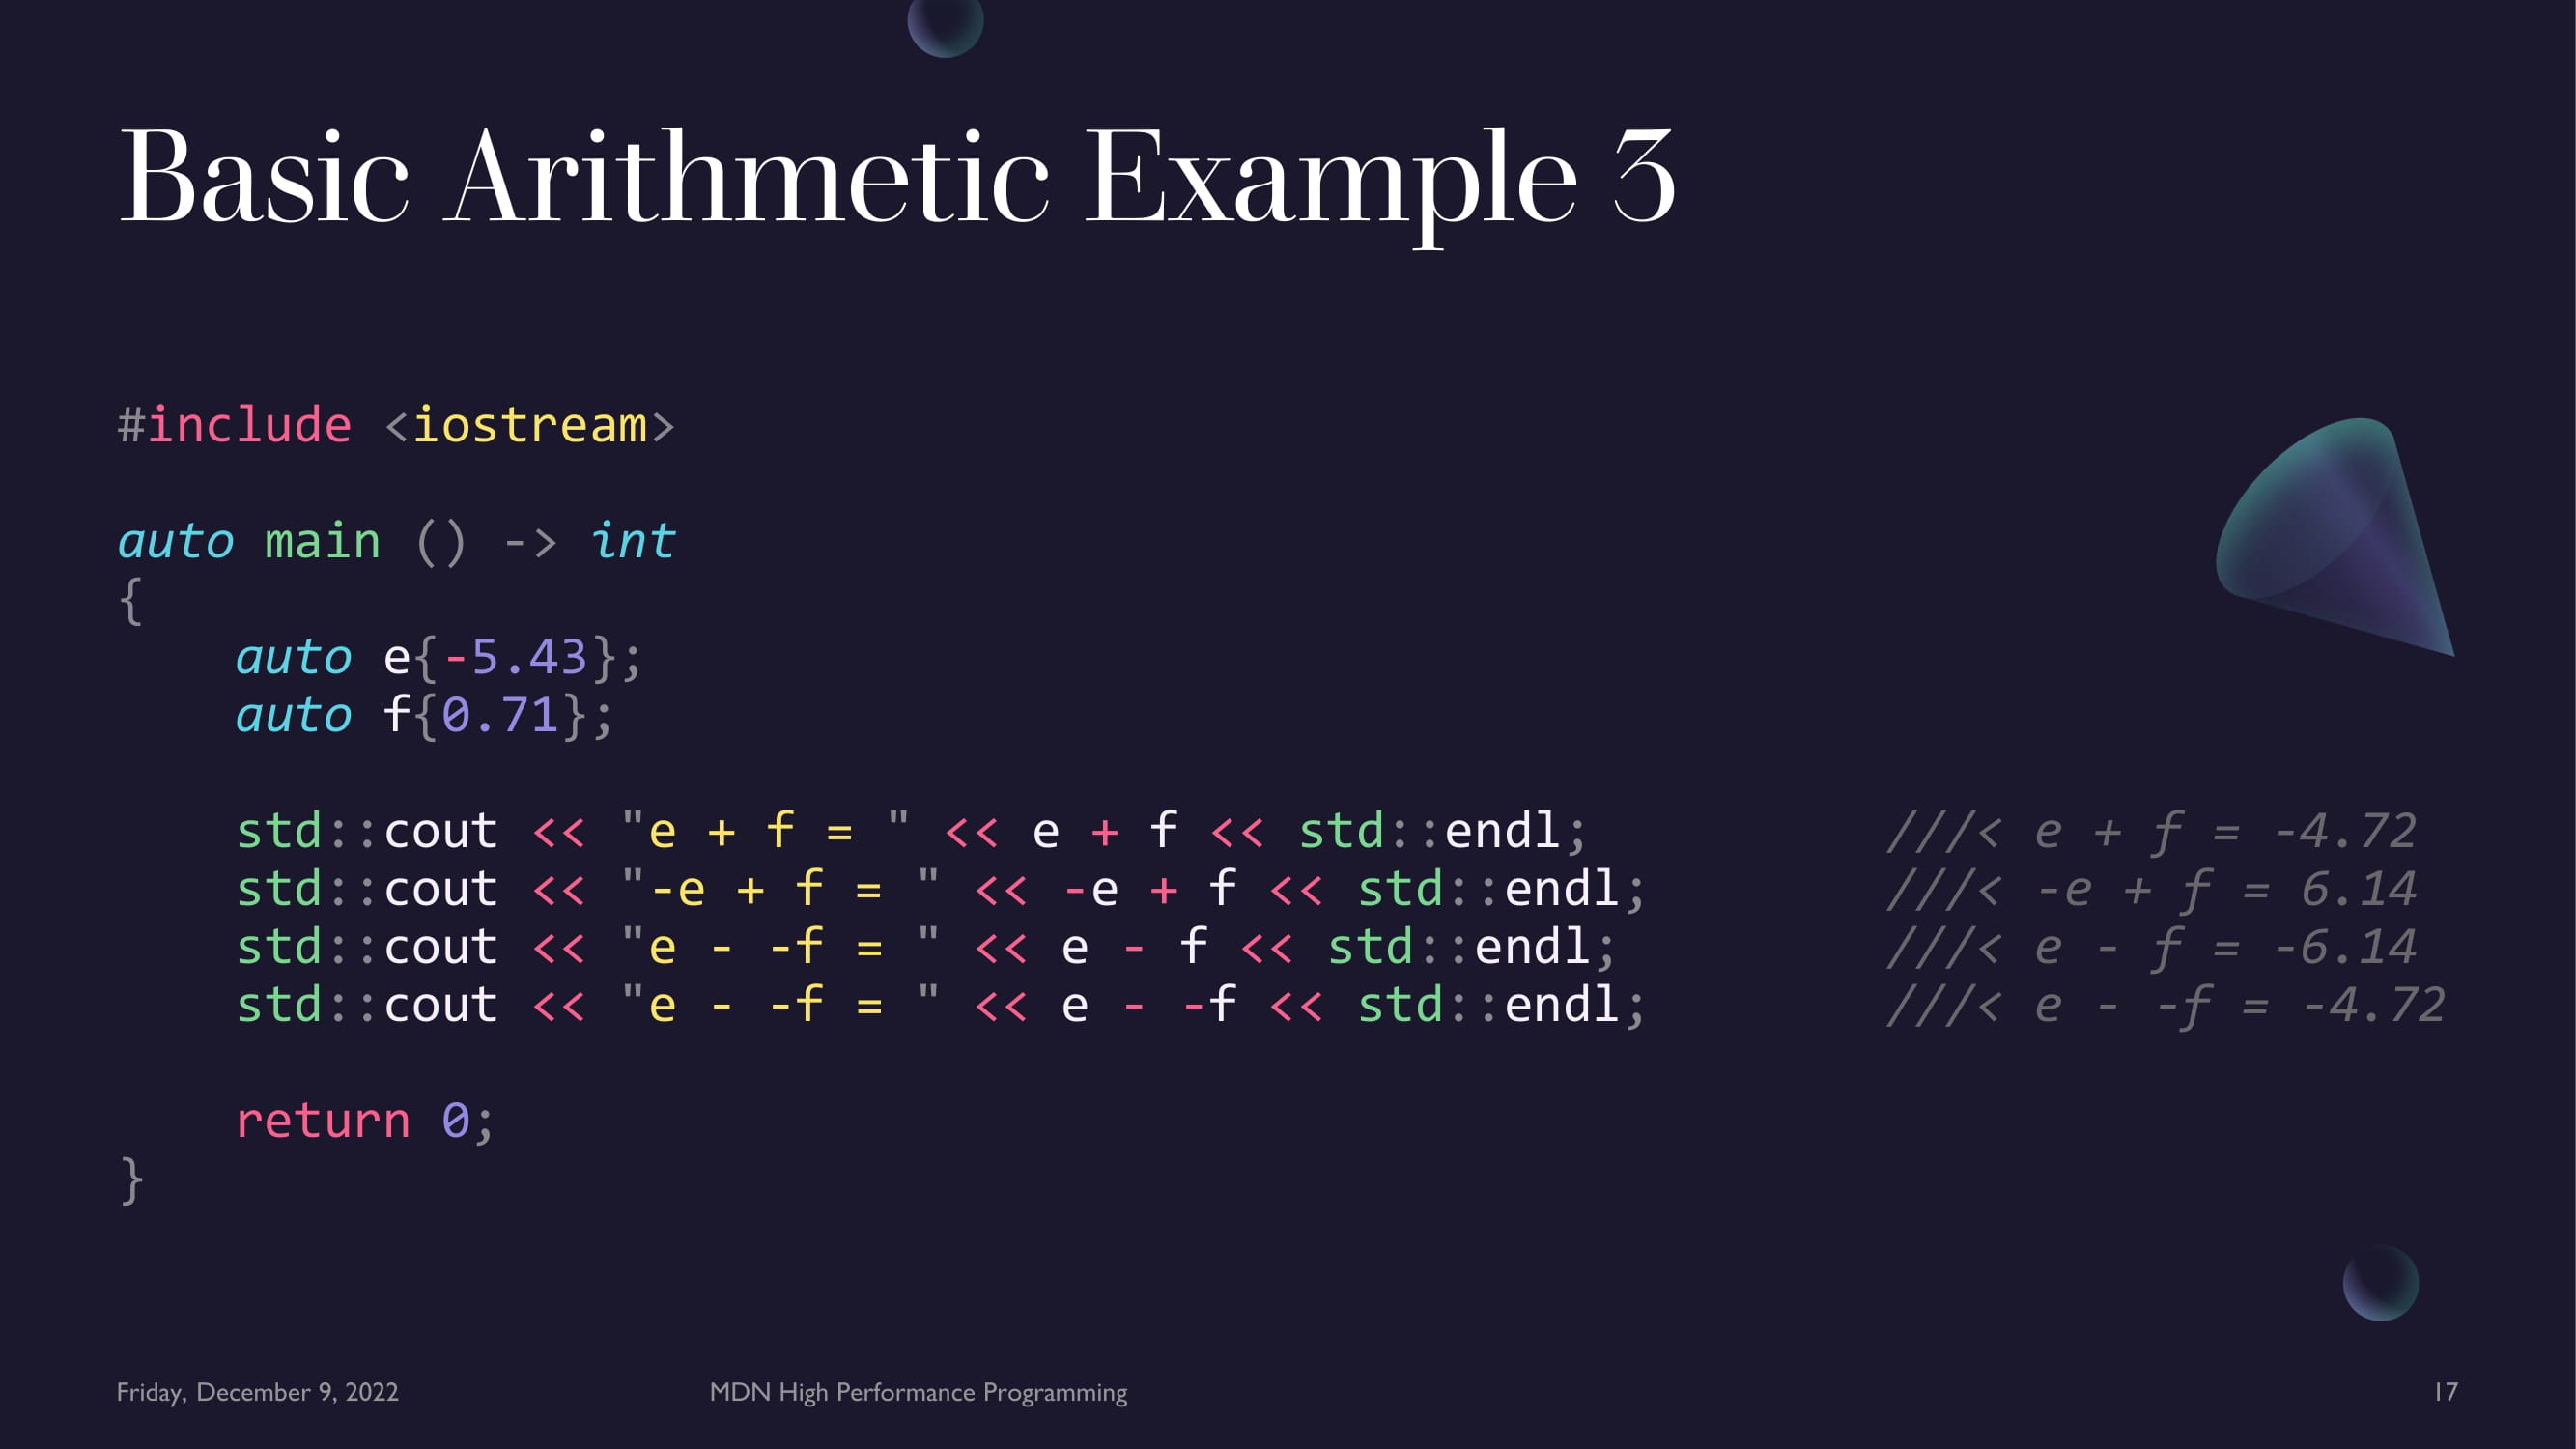 Basic Arithmetic Example 3
#include <iostream>
auto main () -> int
{
    auto e{-5.43};
    auto f{0.71};
    std::cout << "e + f = " << e + f << std::endl;          ///< e + f = -4.72
    std::cout << "-e + f = " << -e + f << std::endl;        ///< -e + f = 6.14
    std::cout << "e - -f = " << e - f << std::endl;         ///< e - f = -6.14
    std::cout << "e - -f = " << e - -f << std::endl;        ///< e - -f = -4.72
    return 0;
}
Friday, December 9, 2022
MDN High Performance Programming
17